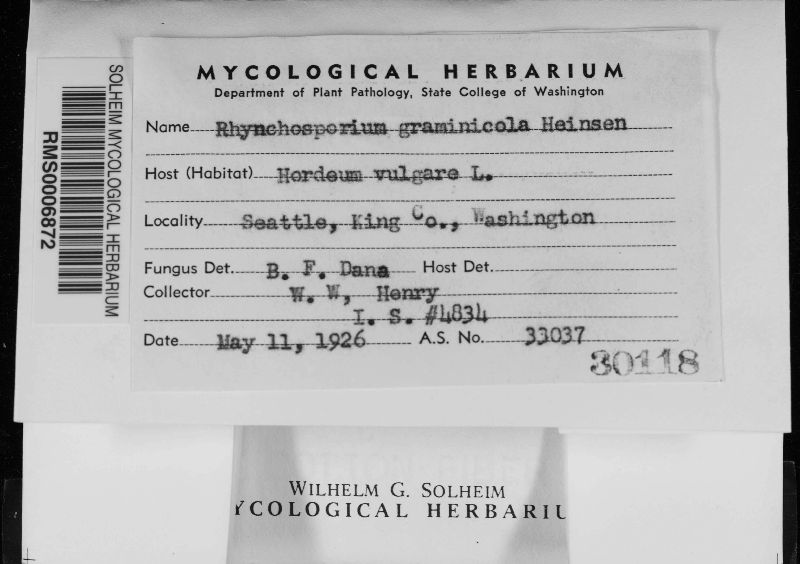 MYCOLOGICAL HERBARIUM
Department of Plant Pathology, State College of Washington
Name Rhynchosporium graminicola Heinsen
Host (Habitat) Hordeum vulgare L.
Locality Seattle, King Co., Washington
Fungus Det. B. F. Dana Host Det.
Collector W. W, Henry
I. S. #4834
Date May 11, 1926 A.S. No. 33037
30118
SOLHEIM MYCOLOGICAL HERBARIUM
RMS0006872
WILHELM G. SOLHEIM
YCOLOGICAL HERBARIU